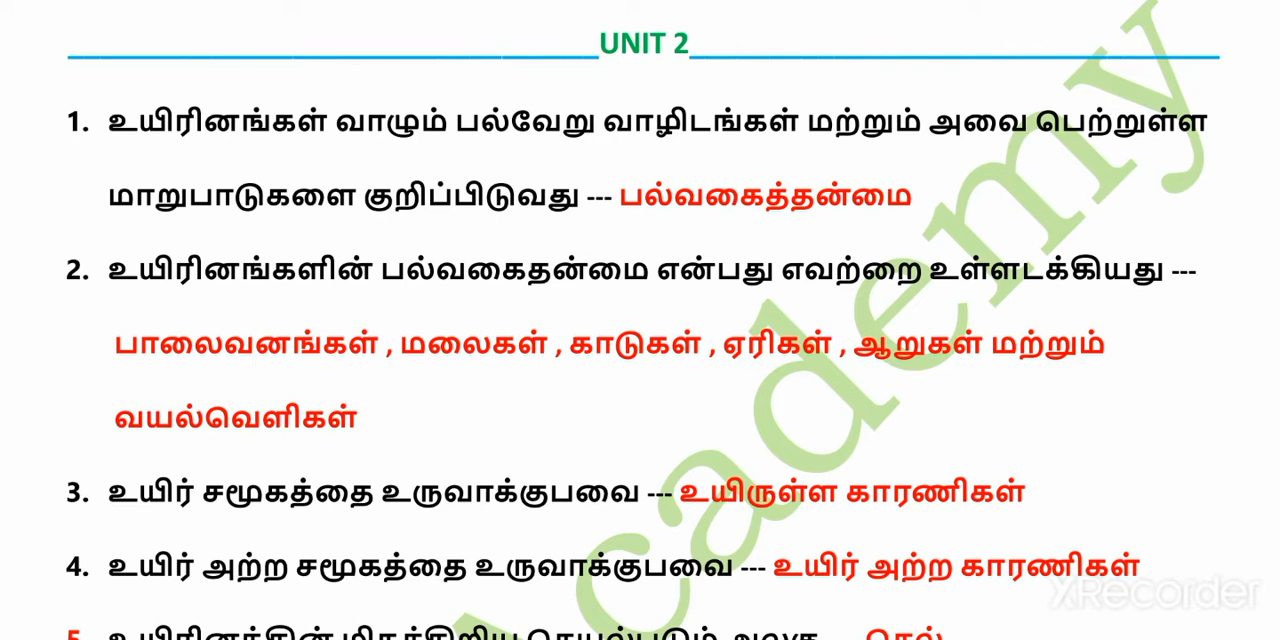 UNIT 2
1. உயிரினங்கள் வாழும் பல்வேறு வாழிடங்கள் மற்றும் அவை பெற்றுள்ள
மாறுபாடுகளை குறிப்பிடுவது --- பல்வகைத்தன்மை
2. உயிரினங்களின் பல்வகைதன்மை என்பது எவற்றை உள்ளடக்கியது ---
பாலைவனங்கள் , மலைகள் , காடுகள் , ஏரிகள் , ஆறுகள் மற்றும்
வயல்வெளிகள்
3. உயிர் சமூகத்தை உருவாக்குபவை --- உயிருள்ள காரணிகள்
4. உயிர் அற்ற சமூகத்தை உருவாக்குபவை --- உயிர் அற்ற காரணிகள்
Academy
XRecorder